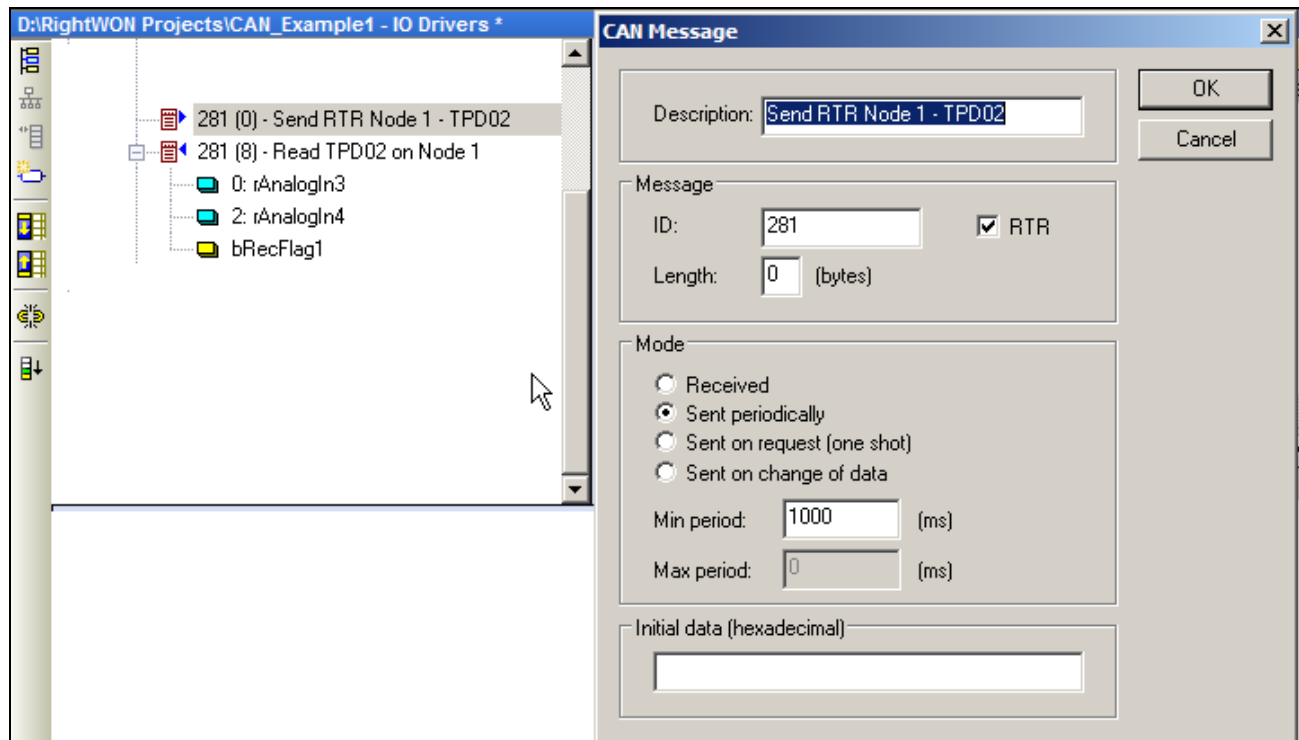 D:\RightWON Projects\CAN_Example1 - IO Drivers *
281 (0) - Send RTR Node 1 - TPD02
281 (8) - Read TPD02 on Node 1
0: rAnalogIn3
2: rAnalogIn4
bRecFlag1
CAN Message
Description: Send RTR Node 1 - TPD02
OK
Cancel
Message
ID: 281 RTR
Length: 0 (bytes)
Mode
Received
Sent periodically
Sent on request (one shot)
Sent on change of data
Min period: 1000 (ms)
Max period: 0 (ms)
Initial data (hexadecimal)